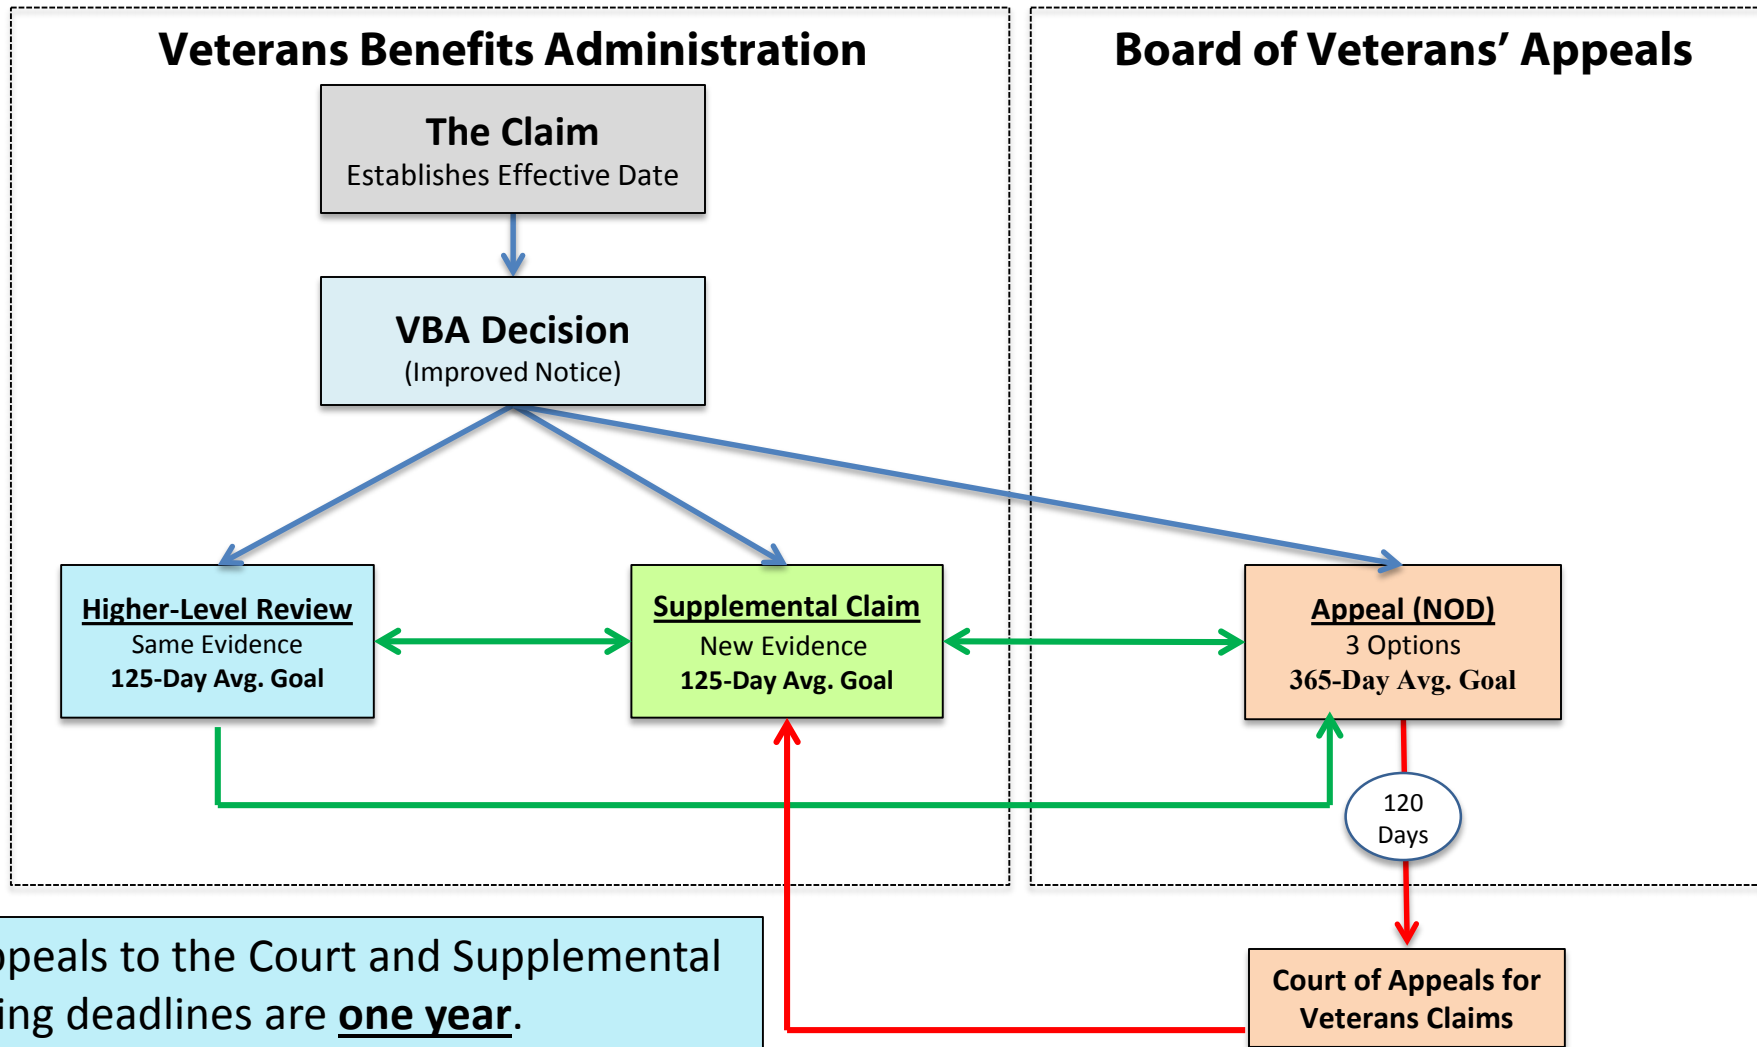 Veterans Benefits Administration
Board of Veterans’ Appeals
The Claim
Establishes Effective Date
VBA Decision
(Improved Notice)
Higher-Level Review
Same Evidence
125-Day Avg. Goal
Supplemental Claim
New Evidence
125-Day Avg. Goal
Appeal (NOD)
3 Options
365-Day Avg. Goal
120
Days
Court of Appeals for
Veterans Claims
to the Court and Supplemental
deadlines are one year.